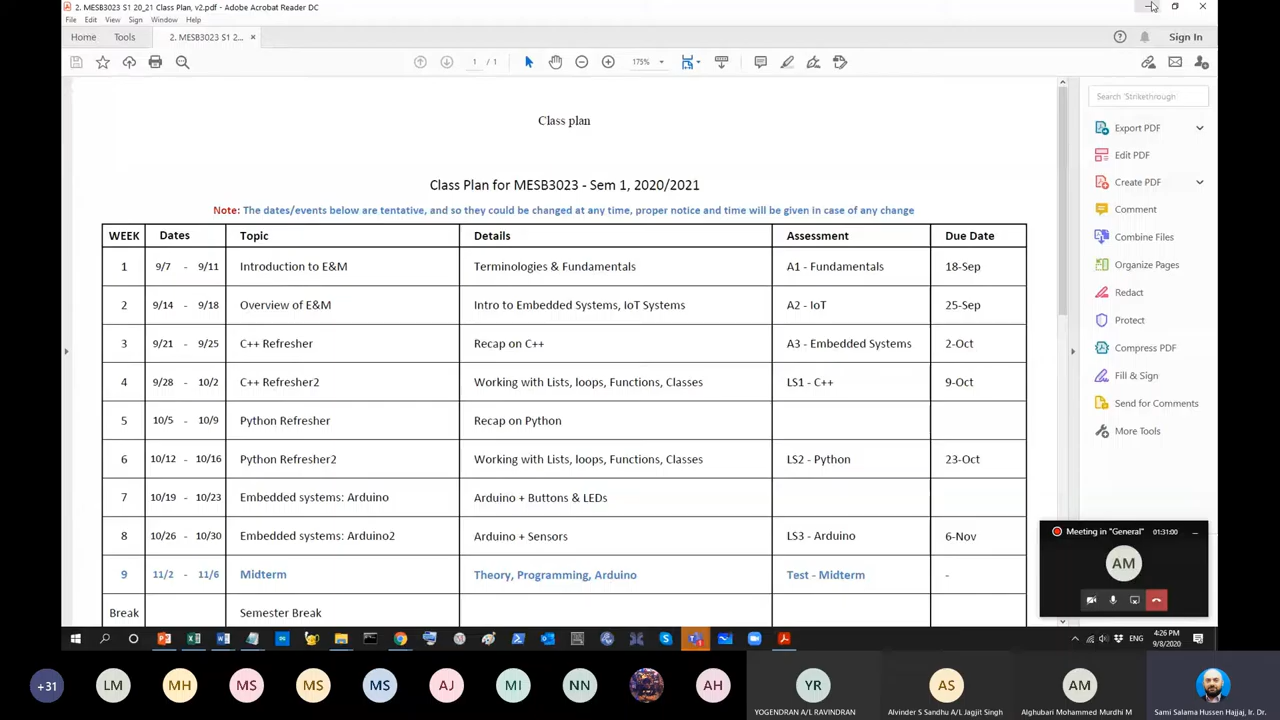 2. MESB3023 S1 20_21 Class Plan, v2.pdf - Adobe Acrobat Reader DC
File Edit View Sign Window Help
Home Tools 2. MESB3023 S1 2... × Sign In
1 / 1 175%
Class plan
Class Plan for MESB3023 - Sem 1, 2020/2021
Note: The dates/events below are tentative, and so they could be changed at any time, proper notice and time will be given in case of any change
WEEK Dates Topic Details Assessment Due Date
1 9/7 - 9/11 Introduction to E&M Terminologies & Fundamentals A1 - Fundamentals 18-Sep
2 9/14 - 9/18 Overview of E&M Intro to Embedded Systems, IoT Systems A2 - IoT 25-Sep
3 9/21 - 9/25 C++ Refresher Recap on C++ A3 - Embedded Systems 2-Oct
4 9/28 - 10/2 C++ Refresher2 Working with Lists, loops, Functions, Classes LS1 - C++ 9-Oct
5 10/5 - 10/9 Python Refresher Recap on Python
6 10/12 - 10/16 Python Refresher2 Working with Lists, loops, Functions, Classes LS2 - Python 23-Oct
7 10/19 - 10/23 Embedded systems: Arduino Arduino + Buttons & LEDs
8 10/26 - 10/30 Embedded systems: Arduino2 Arduino + Sensors LS3 - Arduino 6-Nov
9 11/2 - 11/6 Midterm Theory, Programming, Arduino Test - Midterm -
Break Semester Break
Search 'Strikethrough
Export PDF
Edit PDF
Create PDF
Comment
Combine Files
Organize Pages
Redact
Protect
Compress PDF
Fill & Sign
Send for Comments
More Tools
Meeting in "General" 01:31:00
AM
ENG
4:26 PM
9/8/2020
+31 LM MH MS MS MS AJ YI NN AH YR AS AM
YOGENDRAN A/L RAVINDRAN Alvinder S Sandhu A/L Jagjit Singh Alghubari Mohammed Murdhi M Sami Salama Hussen Hajjaj, Ir. Dr.